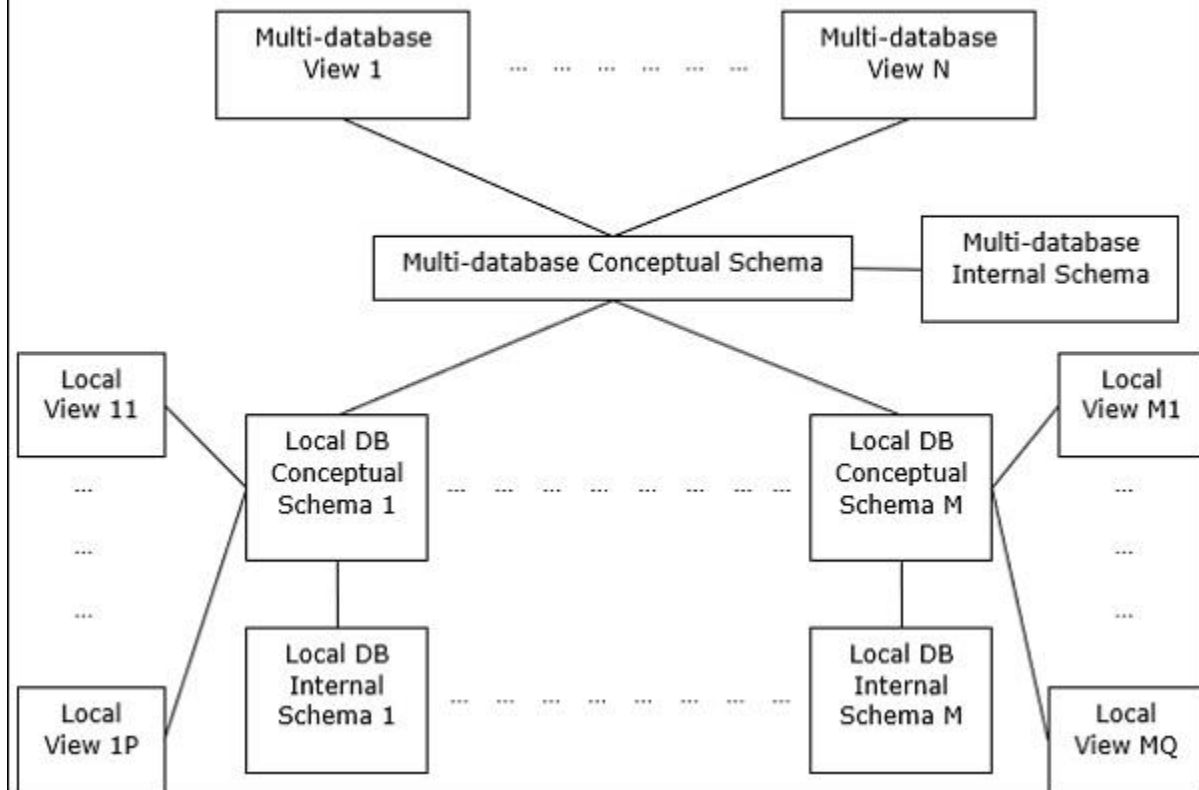 Multi-database
View 1
... ... ... ... ... ...
Multi-database
View N
Multi-database Conceptual Schema
Multi-database
Internal Schema
Local
View 11
...
...
...
Local
View 1P
Local DB
Conceptual
Schema 1
... ... ... ... ... ... ... ...
Local DB
Conceptual
Schema M
Local DB
Internal
Schema 1
... ... ... ... ... ... ... ...
Local DB
Internal
Schema M
Local
View M1
...
...
...
Local
View MQ